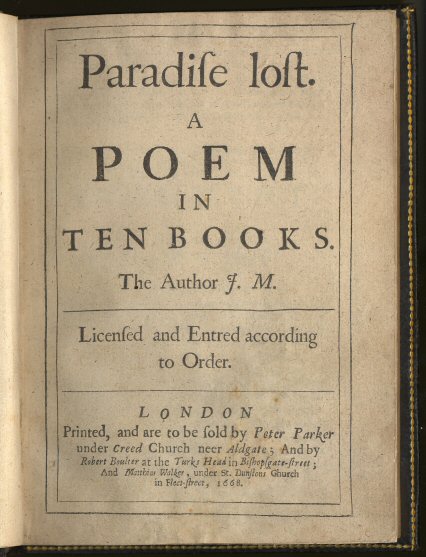 Paradiſe loſt.
A
POEM
IN
TEN BOOKS.
The Author J. M.
Licenſed and Entred according
to Order.
LONDON
Printed, and are to be ſold by Peter Parker
under Creed Church neer Aldgate; And by
Robert Boulter at the Turks Head in Biſhopſgate-ſtreet;
And Matthias Walker, under St. Dunſtons Church
in Fleet-ſtreet, 1668.